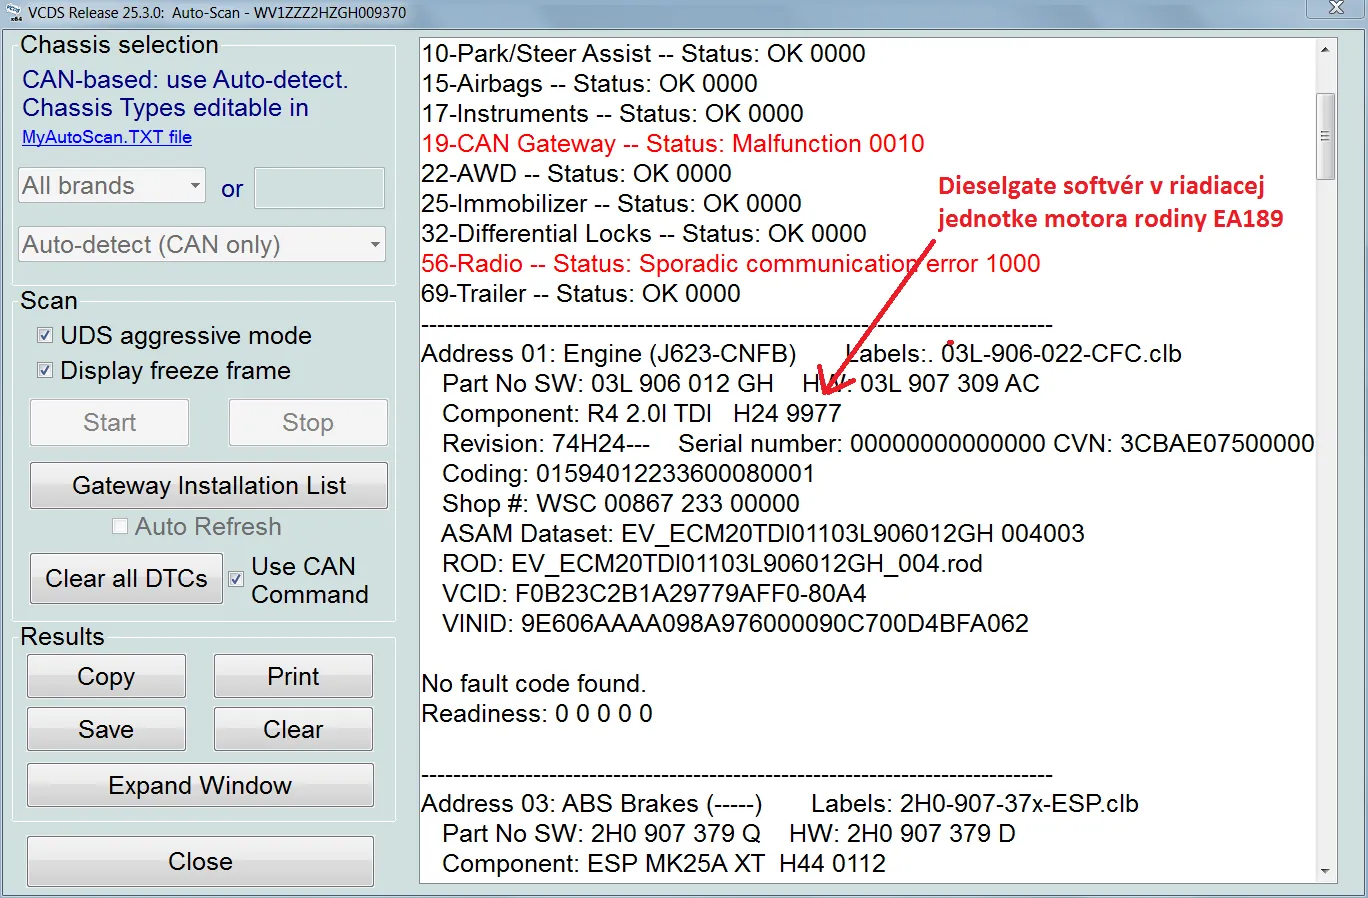 VCDS Release 25.3.0: Auto-Scan - WV1ZZZ2HZGH009370
Chassis selection
CAN-based: use Auto-detect.
Chassis Types editable in
MyAutoScan.TXT file
All brands
or
Auto-detect (CAN only)
Scan
UDS aggressive mode
Display freeze frame
Start
Stop
Gateway Installation List
Auto Refresh
Clear all DTCs
Use CAN
Command
Results
Copy
Print
Save
Clear
Expand Window
Close
10-Park/Steer Assist -- Status: OK 0000
15-Airbags -- Status: OK 0000
17-Instruments -- Status: OK 0000
19-CAN Gateway -- Status: Malfunction 0010
22-AWD -- Status: OK 0000
25-Immobilizer -- Status: OK 0000
32-Differential Locks -- Status: OK 0000
56-Radio -- Status: Sporadic communication error 1000
69-Trailer -- Status: OK 0000
Dieselgate softvér v riadiacej
jednotke motora rodiny EA189
-------------------------------------------------------------------------------
Address 01: Engine (J623-CNFB) Labels:. 03L-906-022-CFC.clb
Part No SW: 03L 906 012 GH HW: 03L 907 309 AC
Component: R4 2.0l TDI H24 9977
Revision: 74H24--- Serial number: 00000000000000 CVN: 3CBAE07500000
Coding: 01594012233600080001
Shop #: WSC 00867 233 00000
ASAM Dataset: EV_ECM20TDI01103L906012GH 004003
ROD: EV_ECM20TDI01103L906012GH_004.rod
VCID: F0B23C2B1A29779AFF0-80A4
VINID: 9E606AAAA098A976000090C700D4BFA062
No fault code found.
Readiness: 0 0 0 0 0
-------------------------------------------------------------------------------
Address 03: ABS Brakes (-----) Labels: 2H0-907-37x-ESP.clb
Part No SW: 2H0 907 379 Q HW: 2H0 907 379 D
Component: ESP MK25A XT H44 0112